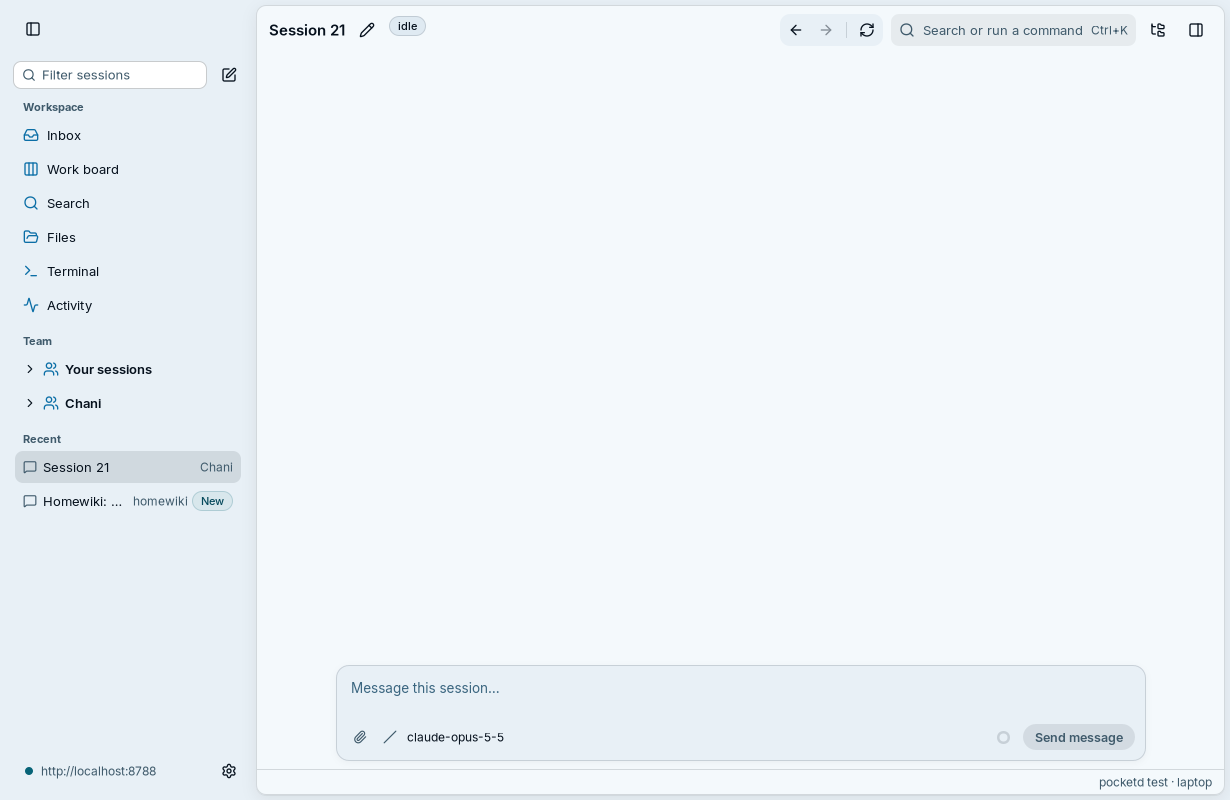 Session 21
idle
Search or run a command Ctrl+K
Filter sessions
Workspace
Inbox
Work board
Search
Files
Terminal
Activity
Team
Your sessions
Chani
Recent
Session 21 Chani
Homewiki: ... homewiki New
http://localhost:8788
Message this session...
claude-opus-5-5
Send message
pocketd test · laptop